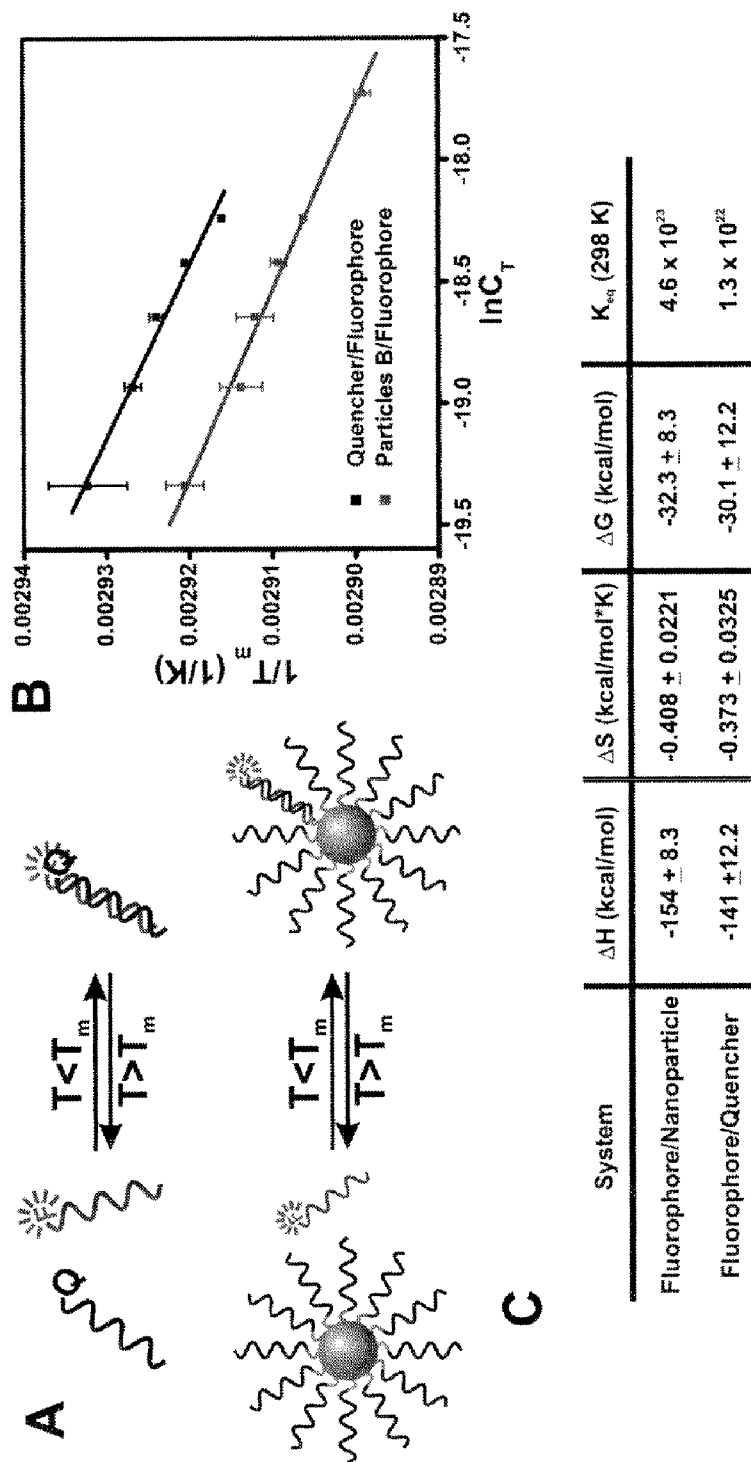 A
Q
F
T<Tm
T>Tm
Q
F
T<Tm
T>Tm
F
B
1/Tm (1/K)
0.00294
0.00293
0.00292
0.00291
0.00290
0.00289
Quencher/Fluorophore
Particles B/Fluorophore
-19.5 -19.0 -18.5 -18.0 -17.5
lnCT
C
System ΔH (kcal/mol) ΔS (kcal/mol*K) ΔG (kcal/mol) Keq (298 K)
Fluorophore/Nanoparticle -154 ± 8.3 -0.408 ± 0.0221 -32.3 ± 8.3 4.6 x 10²³
Fluorophore/Quencher -141 ±12.2 -0.373 ± 0.0325 -30.1 ± 12.2 1.3 x 10²²